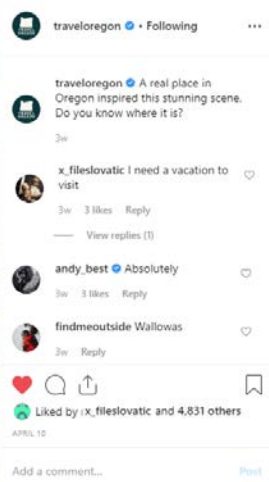 traveloregon • Following
traveloregon A real place in
Oregon inspired this stunning scene.
Do you know where it is?
3w
x_fileslovatic I need a vacation to
visit
3w 3 likes Reply
View replies (1)
andy_best Absolutely
3w 3 likes Reply
findmeoutside Wallowas
3w Reply
Liked by :x_fileslovatic and 4,831 others
APRIL 10
Add a comment... Post